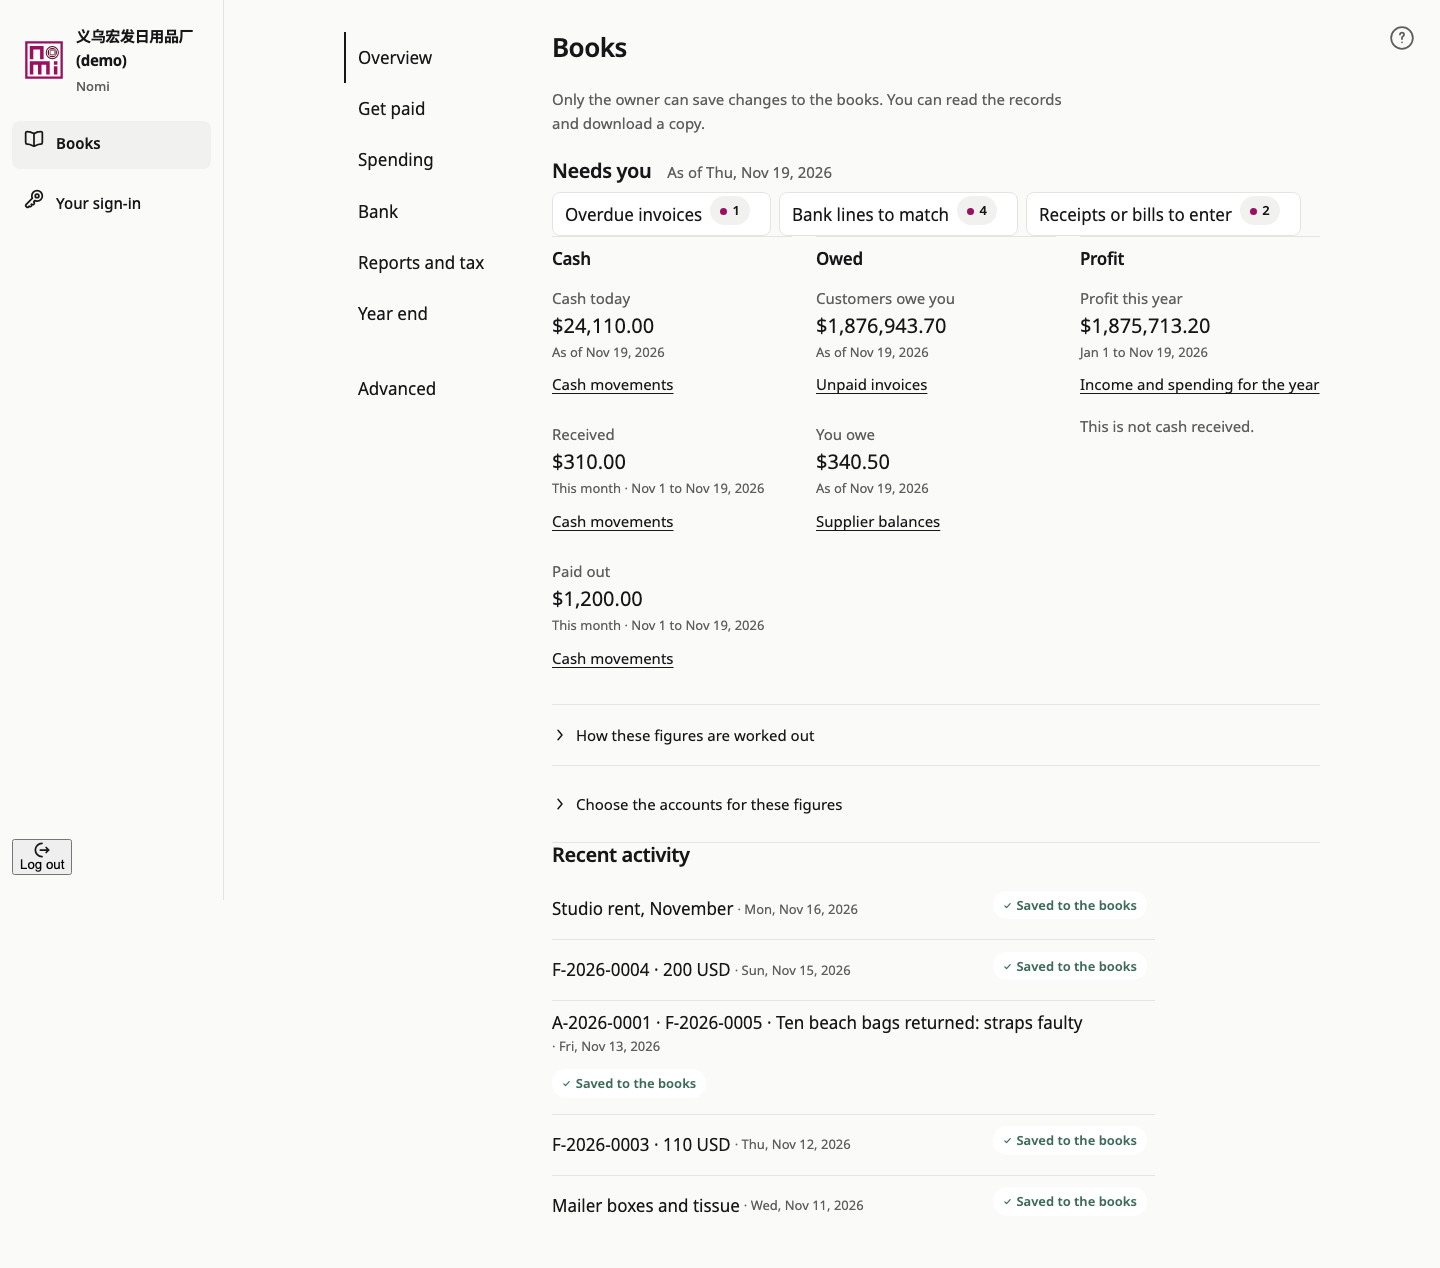 义乌宏发日用品厂
(demo)
Nomi
Books
Your sign-in
Log out
Overview
Get paid
Spending
Bank
Reports and tax
Year end
Advanced
Books
Only the owner can save changes to the books. You can read the records
and download a copy.
Needs you As of Thu, Nov 19, 2026
Overdue invoices 1
Bank lines to match 4
Receipts or bills to enter 2
Cash
Cash today
$24,110.00
As of Nov 19, 2026
Cash movements
Received
$310.00
This month · Nov 1 to Nov 19, 2026
Cash movements
Paid out
$1,200.00
This month · Nov 1 to Nov 19, 2026
Cash movements
Owed
Customers owe you
$1,876,943.70
As of Nov 19, 2026
Unpaid invoices
You owe
$340.50
As of Nov 19, 2026
Supplier balances
Profit
Profit this year
$1,875,713.20
Jan 1 to Nov 19, 2026
Income and spending for the year
This is not cash received.
How these figures are worked out
Choose the accounts for these figures
Recent activity
Studio rent, November · Mon, Nov 16, 2026 Saved to the books
F-2026-0004 · 200 USD · Sun, Nov 15, 2026 Saved to the books
A-2026-0001 · F-2026-0005 · Ten beach bags returned: straps faulty
· Fri, Nov 13, 2026
Saved to the books
F-2026-0003 · 110 USD · Thu, Nov 12, 2026 Saved to the books
Mailer boxes and tissue · Wed, Nov 11, 2026 Saved to the books